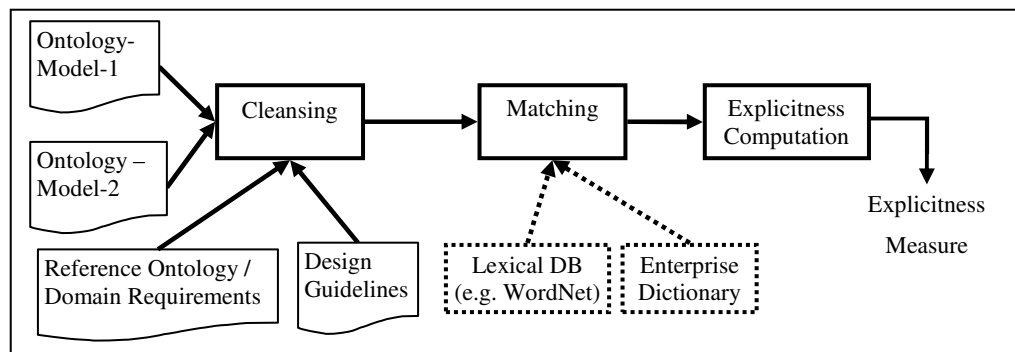 Ontology-
Model-1
Cleansing
Matching
Explicitness
Computation
Ontology –
Model-2
Explicitness
Measure
Reference Ontology /
Domain Requirements
Design
Guidelines
Lexical DB
(e.g. WordNet)
Enterprise
Dictionary